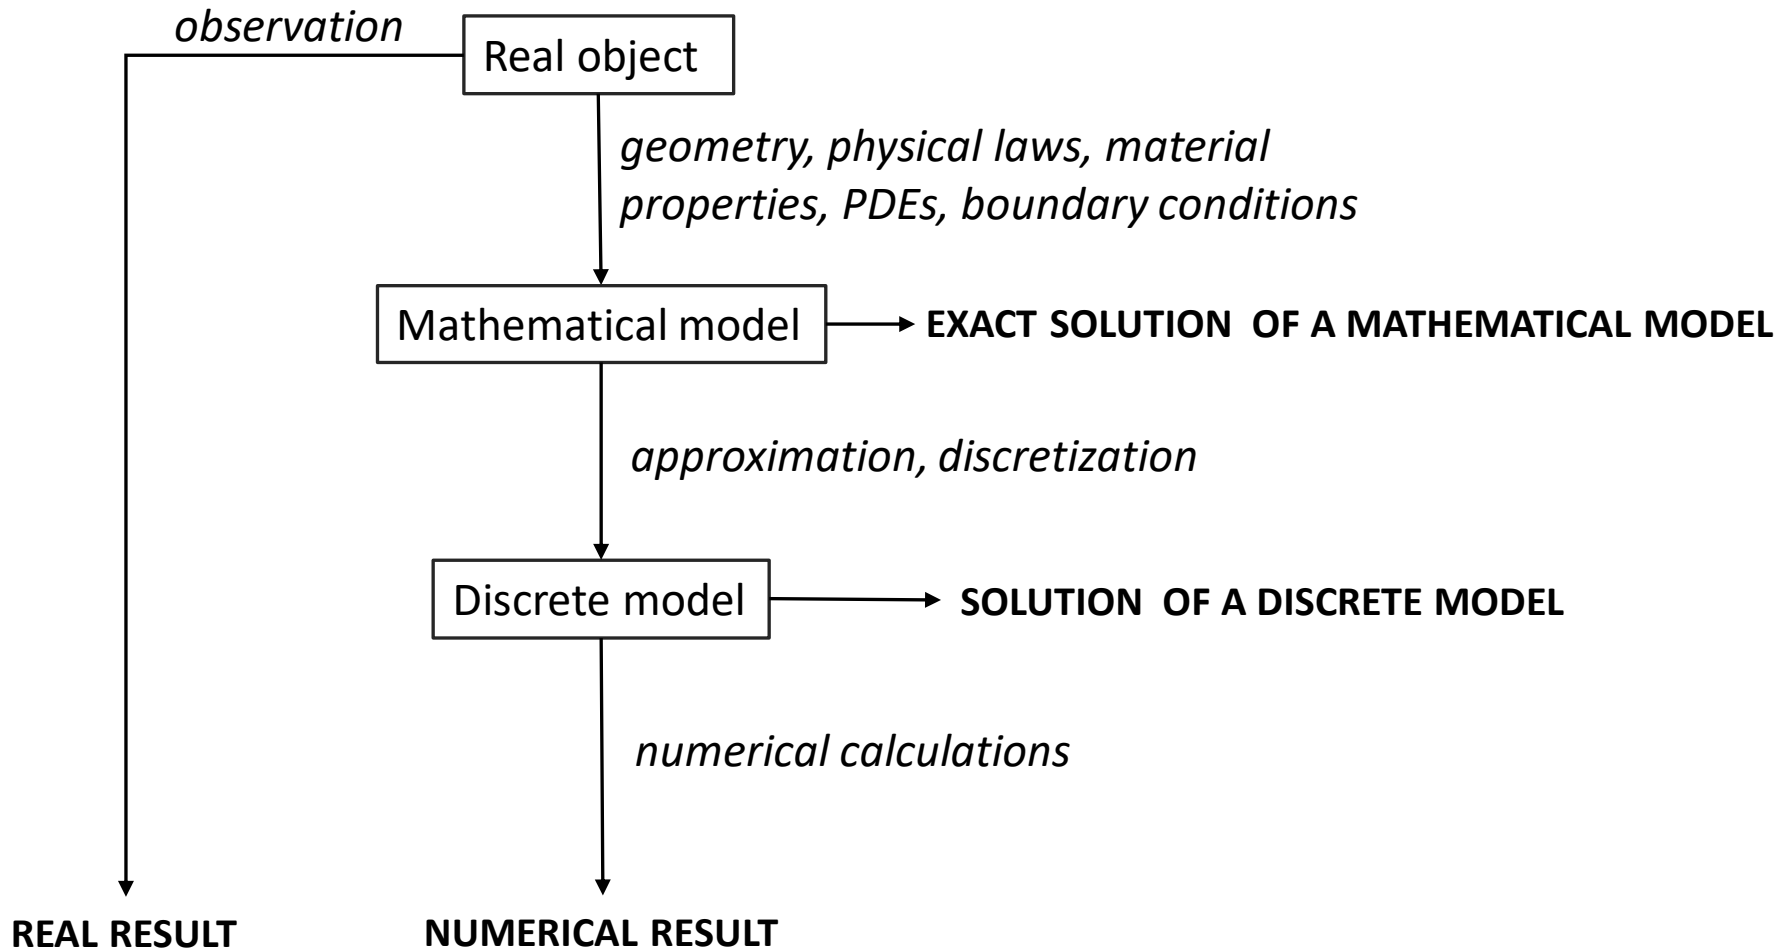 observation
Real object
geometry, physical laws, material
properties, PDEs, boundary conditions
Mathematical model
EXACT SOLUTION OF A MATHEMATICAL MODEL
approximation, discretization
Discrete model
SOLUTION OF A DISCRETE MODEL
numerical calculations
REAL RESULT
NUMERICAL RESULT